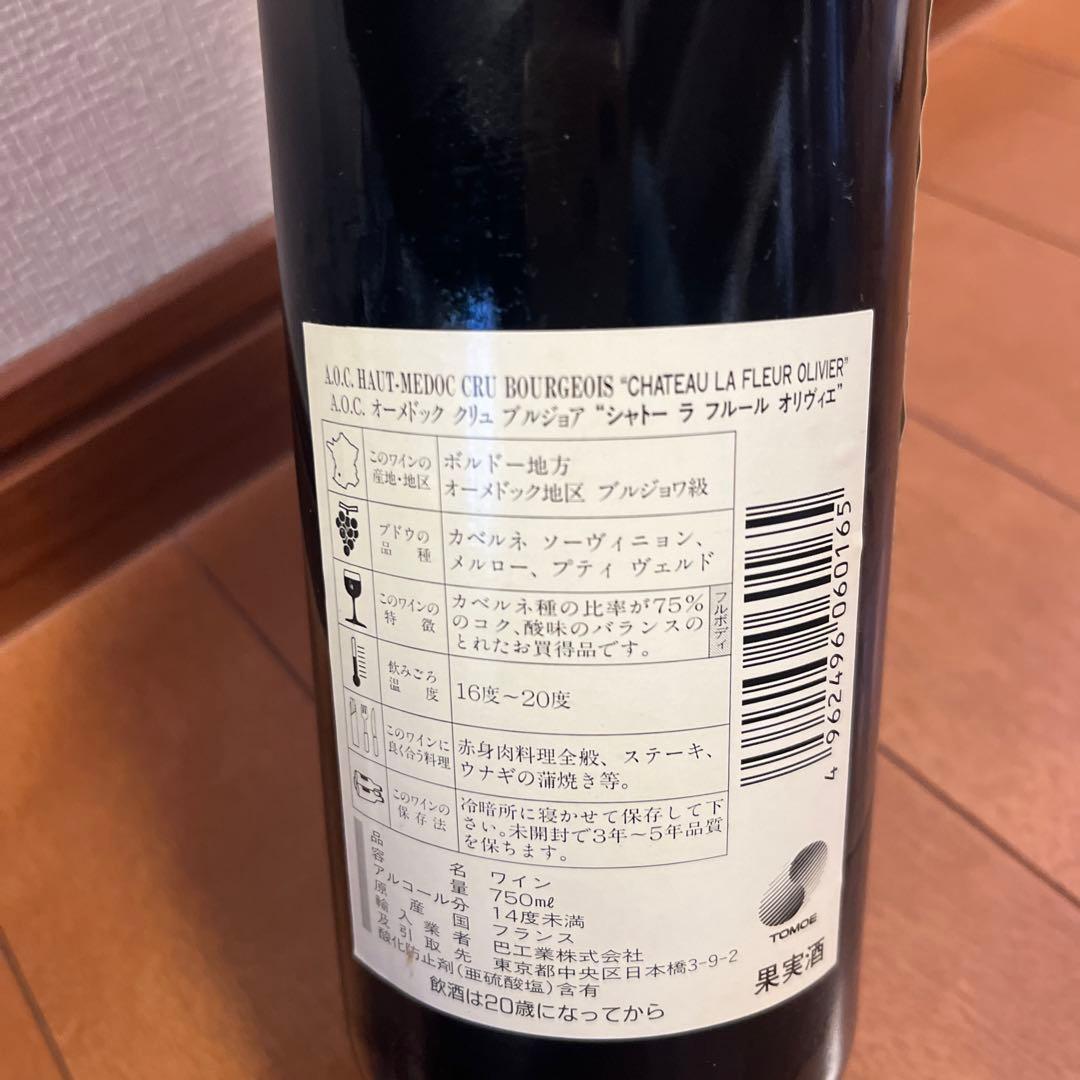 A.O.C. HAUT-MEDOC CRU BOURGEOIS "CHATEAU LA FLEUR OLIVIER"
A.O.C. オーメドック クリュ ブルジョア "シャトー ラ フルール オリヴィエ"
このワインの
産地・地区
ボルドー地方
オーメドック地区 ブルジョワ級
ブドウの
品種
カベルネ ソーヴィニョン、
メルロー、プティ ヴェルド
このワインの
特徴
カベルネ種の比率が75%
のコク、酸味のバランスの
とれたお買得品です。
フルボディ
飲みごろ
温度
16度〜20度
このワインに
良く合う料理
赤身肉料理全般、ステーキ、
ウナギの蒲焼き等。
このワインの
保存法
冷暗所に寝かせて保存して下
さい。未開封で3年〜5年品質
を保ちます。
品名 ワイン
容量 750ml
アルコール分 14度未満
原産国 フランス
輸入業者 巴工業株式会社
及引取先 東京都中央区日本橋3-9-2
酸化防止剤(亜硫酸塩)含有
飲酒は20歳になってから
4 962496 060165
TOMOE
果実酒